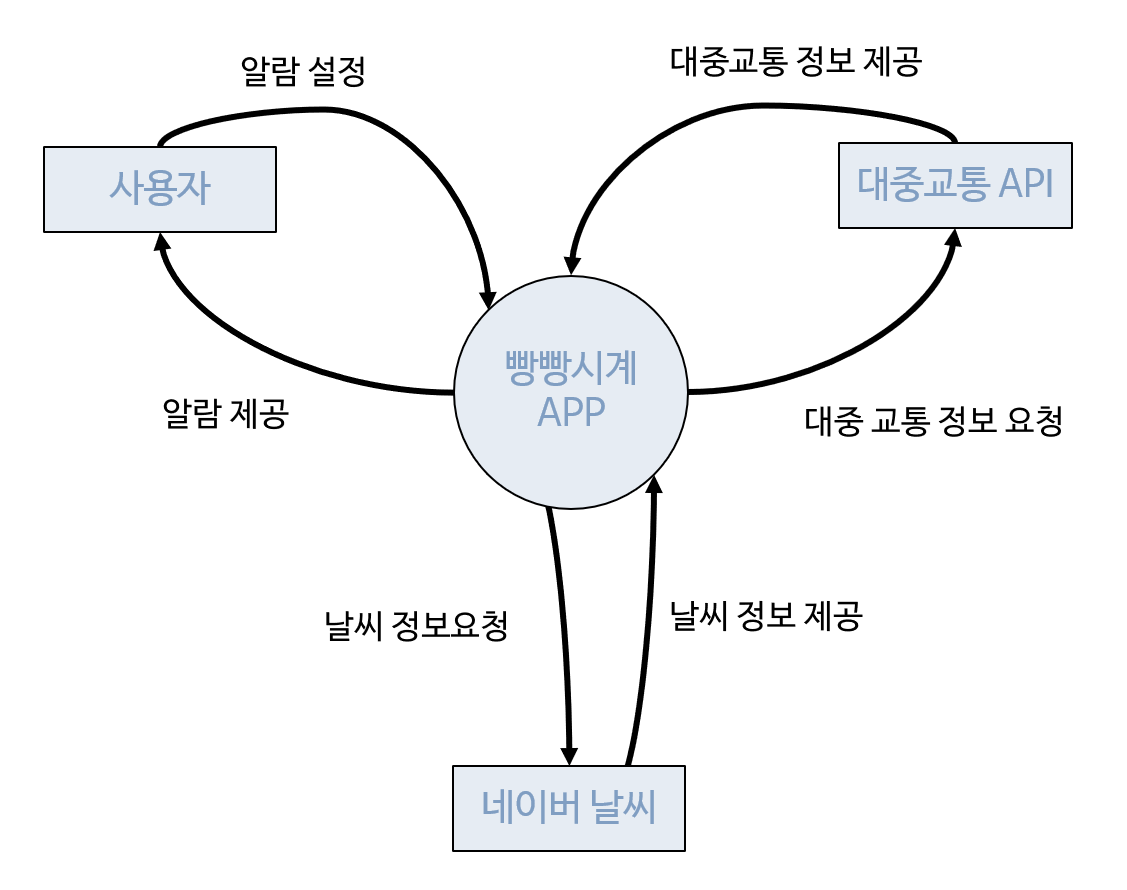 알람 설정
대중교통 정보 제공
사용자
대중교통 API
빵빵시계
APP
알람 제공
대중 교통 정보 요청
날씨 정보요청
날씨 정보 제공
네이버 날씨